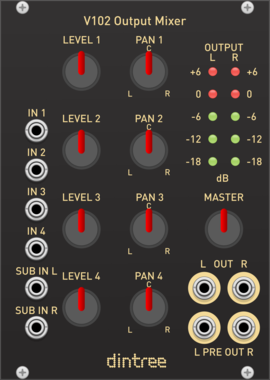 V102 Output Mixer
LEVEL 1
PAN 1
C
L R
OUTPUT
L R
+6 +6
0 0
-6 -6
-12 -12
-18 -18
dB
IN 1
IN 2
IN 3
IN 4
SUB IN L
SUB IN R
LEVEL 2
PAN 2
C
L R
LEVEL 3
PAN 3
C
L R
MASTER
LEVEL 4
PAN 4
C
L R
L OUT R
L PRE OUT R
dintree